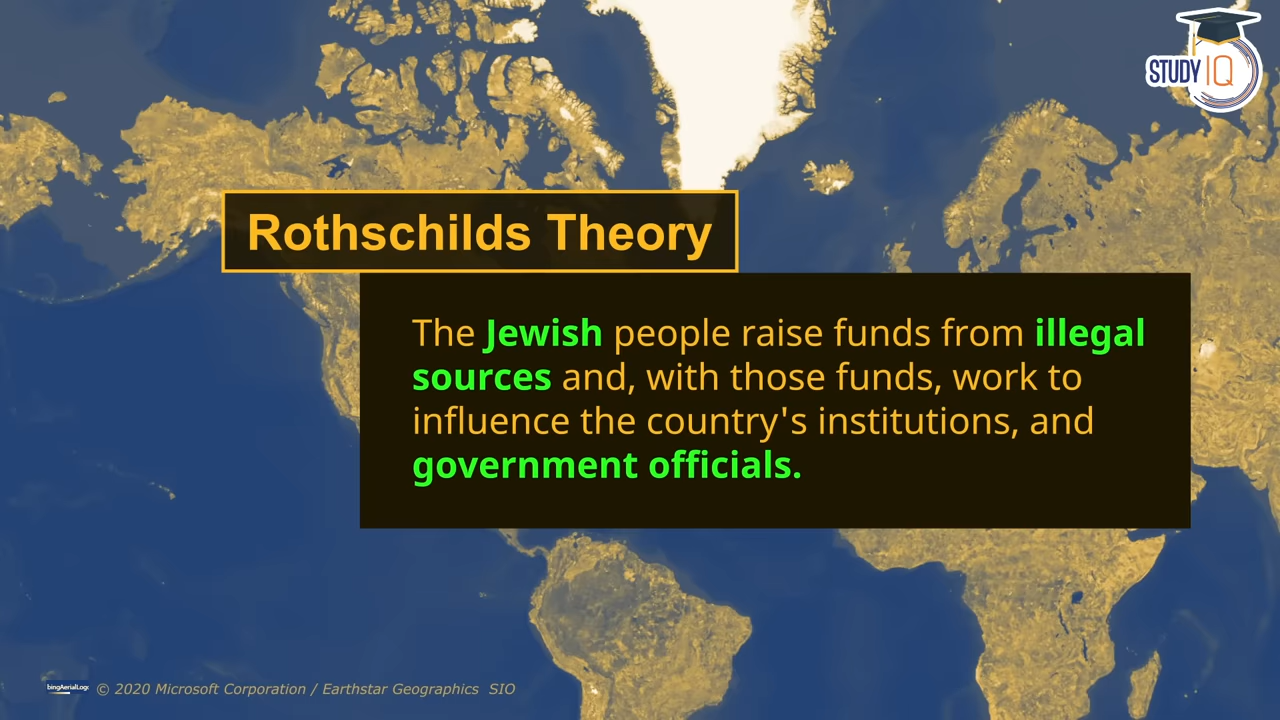 STUDY IQ
Rothschilds Theory
The Jewish people raise funds from illegal
sources and, with those funds, work to
influence the country's institutions, and
government officials.
bingAerialLogo © 2020 Microsoft Corporation / Earthstar Geographics SIO